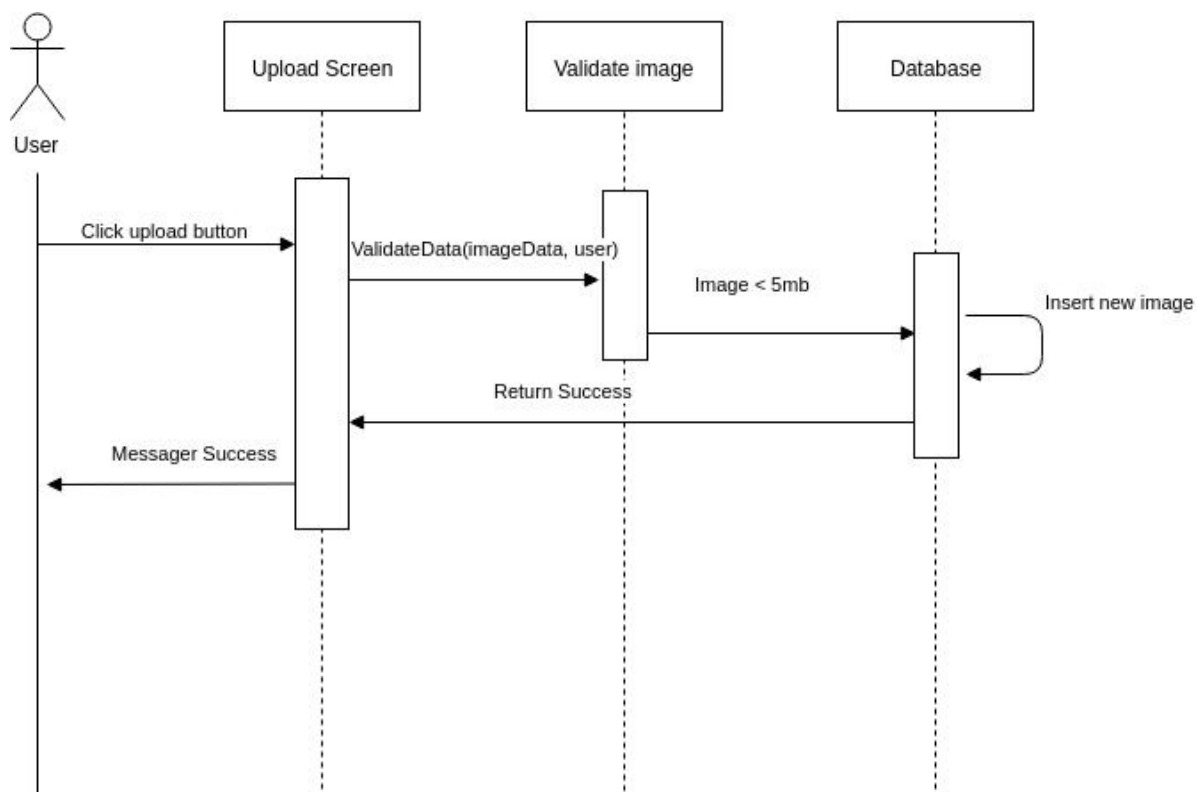 Upload Screen
Validate image
Database
User
Click upload button
ValidateData(imageData, user)
Image < 5mb
Insert new image
Return Success
Messager Success